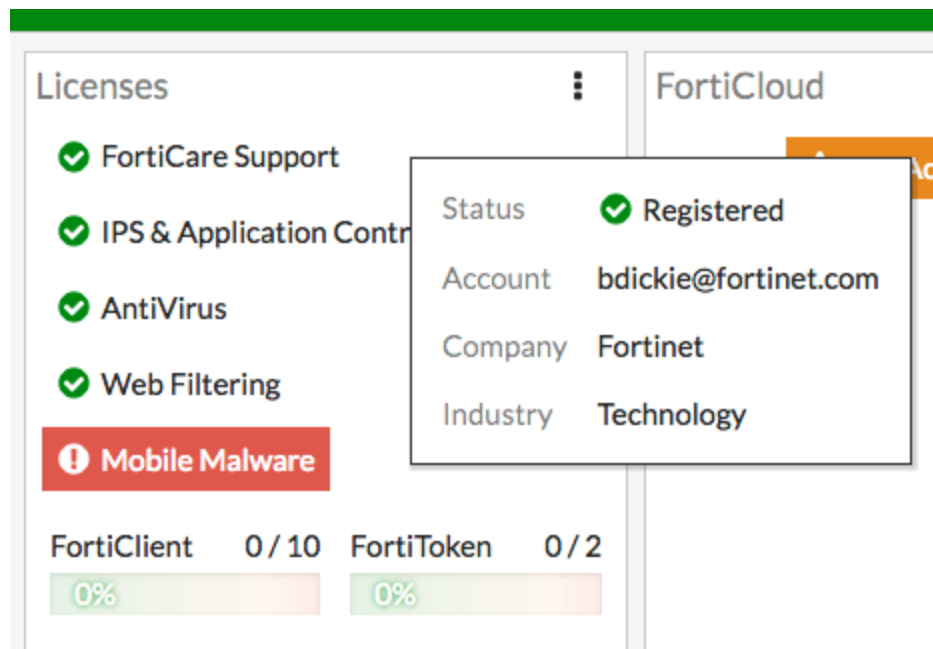 Licenses
FortiCloud
FortiCare Support
IPS & Application Contr
AntiVirus
Web Filtering
Mobile Malware
Status Registered
Account bdickie@fortinet.com
Company Fortinet
Industry Technology
FortiClient 0 / 10 FortiToken 0 / 2
0% 0%